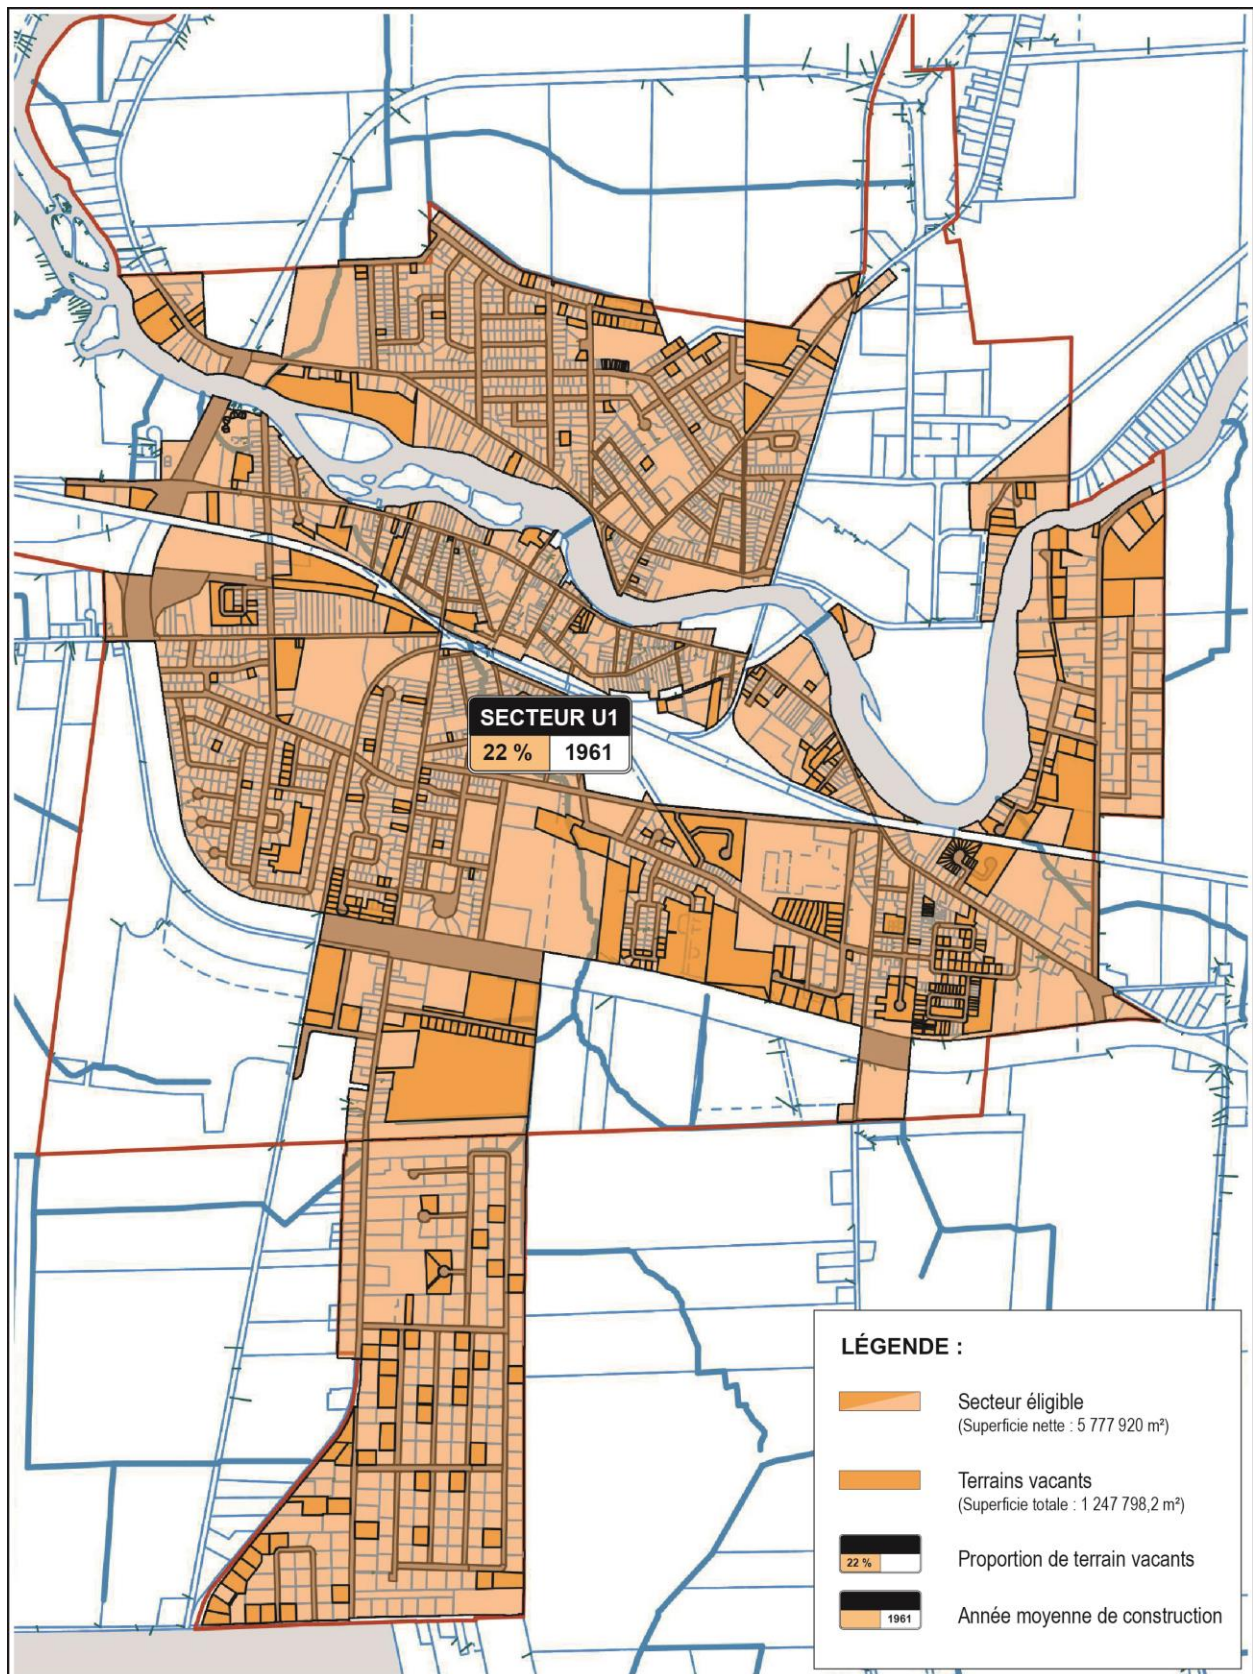 SECTEUR U1
22 % 1961
LÉGENDE :
Secteur éligible
(Superficie nette : 5 777 920 m²)
Terrains vacants
(Superficie totale : 1 247 798,2 m²)
22 %
Proportion de terrain vacants
1961
Année moyenne de construction